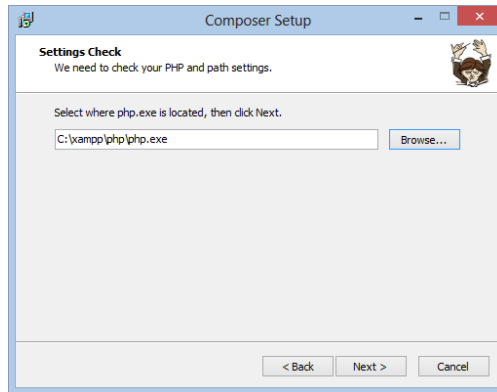 Composer Setup
Settings Check
We need to check your PHP and path settings.
Select where php.exe is located, then click Next.
C:\xampp\php\php.exe
Browse...
< Back
Next >
Cancel